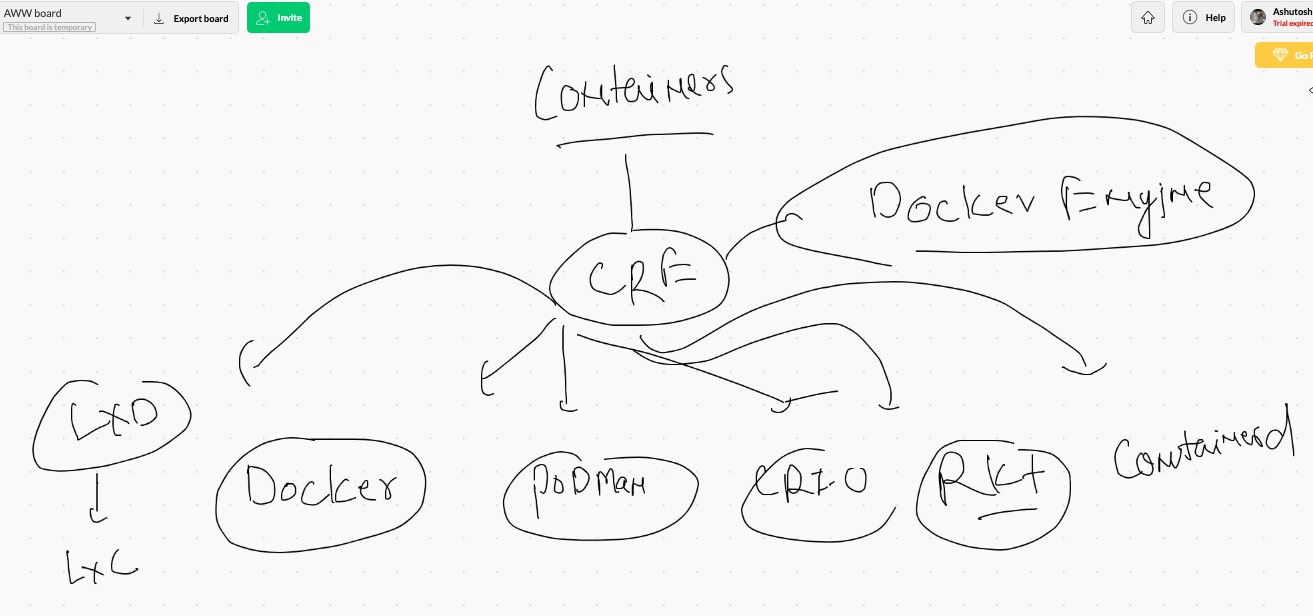 AWW board
This board is temporary
Export board
Invite
Help
Ashutosh
Trial expired
Containers
Docker Engine
CRE
LXD
LXC
Docker
PODMAN
CRI-O
RKt
Containerd